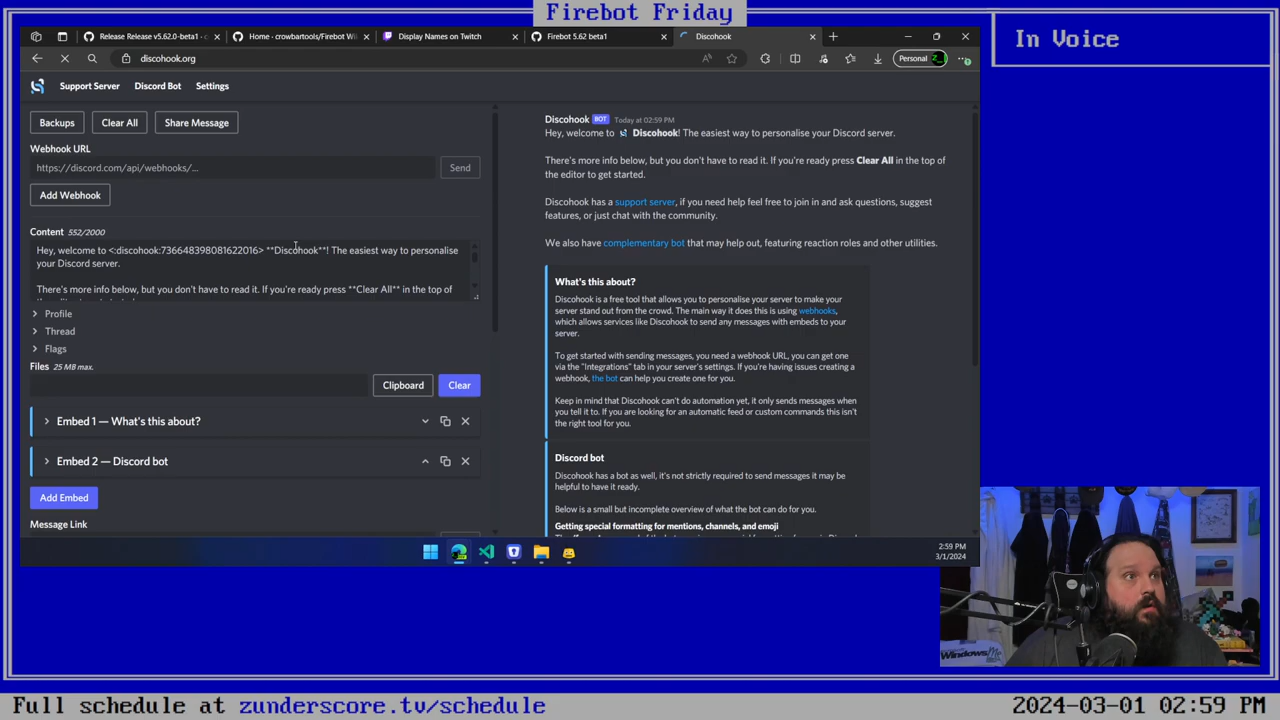 Firebot Friday
In Voice
Release Release v5.62.0-beta1 · c
Home · crowbartools/Firebot Wi
Display Names on Twitch
Firebot 5.62 beta1
Discohook
discohook.org
Personal
Support Server
Discord Bot
Settings
Backups
Clear All
Share Message
Webhook URL
https://discord.com/api/webhooks/...
Send
Add Webhook
Content 552/2000
Hey, welcome to <:discohook:736648398081622016> **Discohook**! The easiest way to personalise
your Discord server.
There's more info below, but you don't have to read it. If you're ready press **Clear All** in the top of
Profile
Thread
Flags
Files 25 MB max.
Clipboard
Clear
Embed 1 — What's this about?
Embed 2 — Discord bot
Add Embed
Message Link
Discohook BOT Today at 02:59 PM
Hey, welcome to Discohook! The easiest way to personalise your Discord server.
There's more info below, but you don't have to read it. If you're ready press Clear All in the top of
the editor to get started.
Discohook has a support server, if you need help feel free to join in and ask questions, suggest
features, or just chat with the community.
We also have complementary bot that may help out, featuring reaction roles and other utilities.
What's this about?
Discohook is a free tool that allows you to personalise your server to make your
server stand out from the crowd. The main way it does this is using webhooks,
which allows services like Discohook to send any messages with embeds to your
server.
To get started with sending messages, you need a webhook URL, you can get one
via the "Integrations" tab in your server's settings. If you're having issues creating a
webhook, the bot can help you create one for you.
Keep in mind that Discohook can't do automation yet, it only sends messages when
you tell it to. If you are looking for an automatic feed or custom commands this isn't
the right tool for you.
Discord bot
Discohook has a bot as well, it's not strictly required to send messages it may be
helpful to have it ready.
Below is a small but incomplete overview of what the bot can do for you.
Getting special formatting for mentions, channels, and emoji
2:59 PM
3/1/2024
Windows
Full schedule at zunderscore.tv/schedule
2024-03-01 02:59 PM